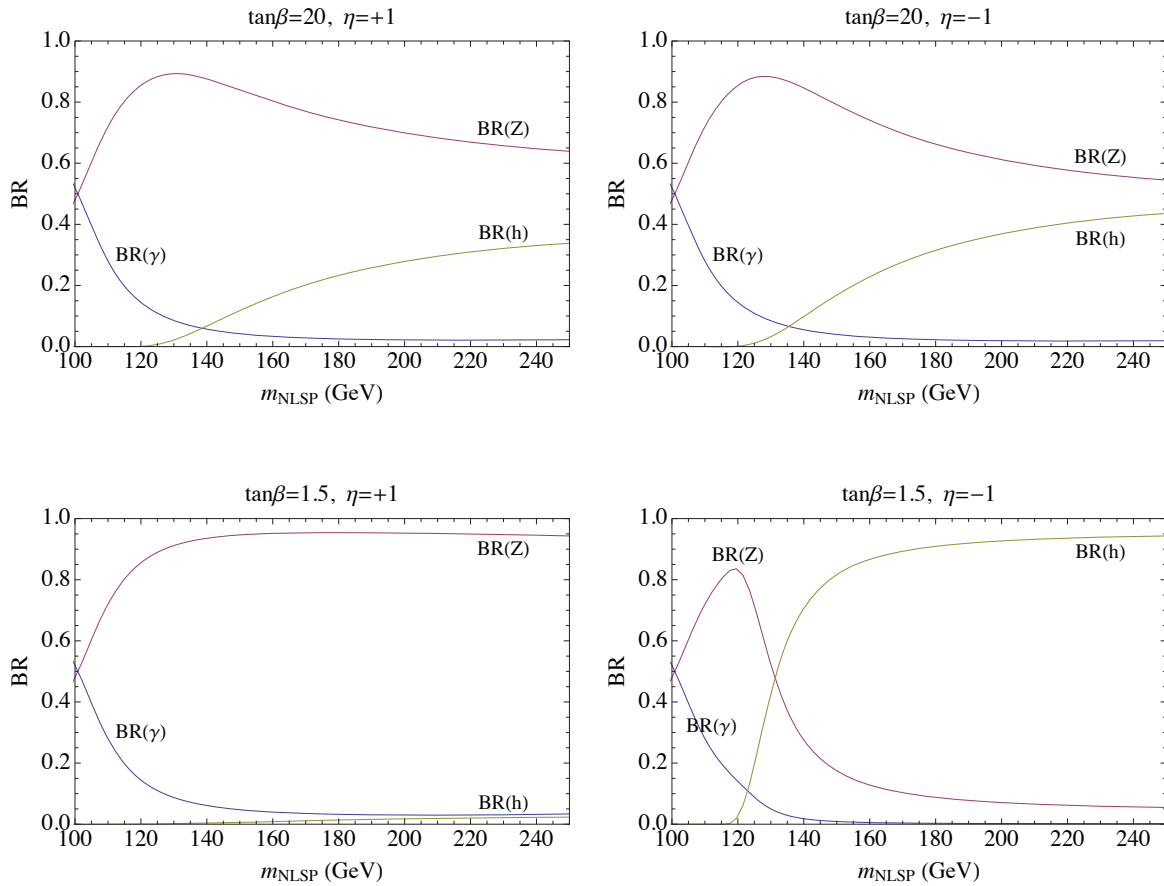 tanβ=20, η=+1
1.0
0.8
0.6
0.4
0.2
0.0
BR
BR(Z)
BR(γ)
BR(h)
100 120 140 160 180 200 220 240
mNLSP (GeV)
tanβ=20, η=−1
1.0
0.8
0.6
0.4
0.2
0.0
BR
BR(Z)
BR(γ)
BR(h)
100 120 140 160 180 200 220 240
mNLSP (GeV)
tanβ=1.5, η=+1
1.0
0.8
0.6
0.4
0.2
0.0
BR
BR(Z)
BR(γ)
BR(h)
100 120 140 160 180 200 220 240
mNLSP (GeV)
tanβ=1.5, η=−1
1.0
0.8
0.6
0.4
0.2
0.0
BR
BR(Z)
BR(h)
BR(γ)
100 120 140 160 180 200 220 240
mNLSP (GeV)